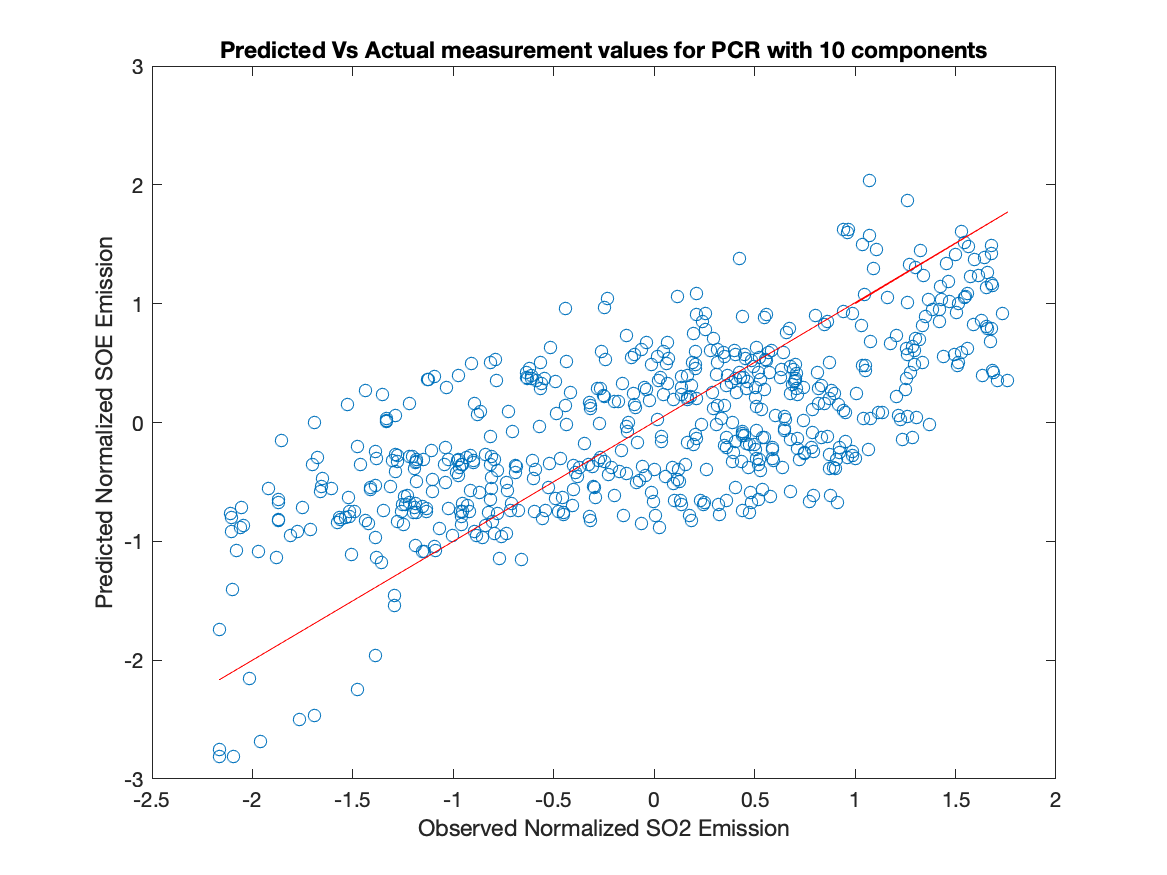 Predicted Vs Actual measurement values for PCR with 10 components
3
2
1
0
-1
-2
-3
Predicted Normalized SOE Emission
-2.5 -2 -1.5 -1 -0.5 0 0.5 1 1.5 2
Observed Normalized SO2 Emission